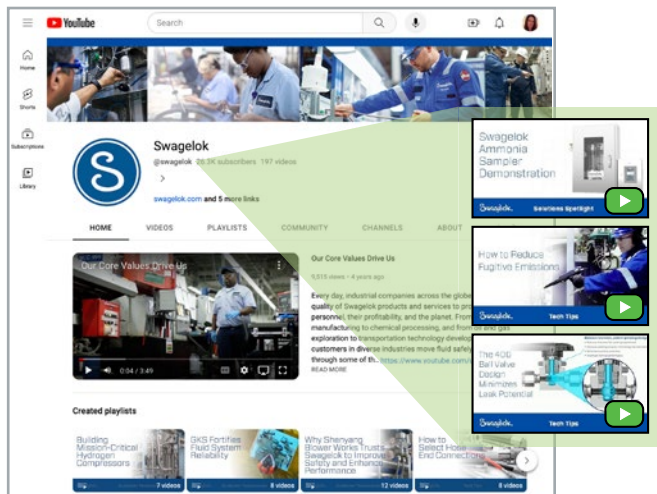 YouTube
Search
Home
Shorts
Subscriptions
Library
Swagelok
@swagelok 26.5K subscribers 197 videos
swagelok.com and 5 more links
HOME VIDEOS PLAYLISTS COMMUNITY CHANNELS ABOUT
Our Core Values Drive Us
0:04 / 3:49
Our Core Values Drive Us
9,515 views • 4 years ago
Every day, industrial companies across the globe
quality of Swagelok products and services to
personnel, their profitability, and the planet. From
manufacturing to chemical processing, and from oil and gas
exploration to transportation technology
customers in diverse industries move fluid safely
through some of th.. https://www.youtube.com/
READ MORE
Created playlists
Building
Mission-Critical
Hydrogen
Compressors
7 videos
GKS Fortifies
Fluid System
Reliability
8 videos
Why Shenyang
Blower Works Trusts
Swagelok to Improve
Safety and Enhance
Performance
12 videos
How to
Select Hose
End Connections
8 videos
Swagelok
Ammonia
Sampler
Demonstration
Swagelok Solutions Spotlight
How to Reduce
Fugitive Emissions
Swagelok Tech Tips
The 40G
Ball Valve
Design
Minimizes
Leak Potential
Swagelok Tech Tips